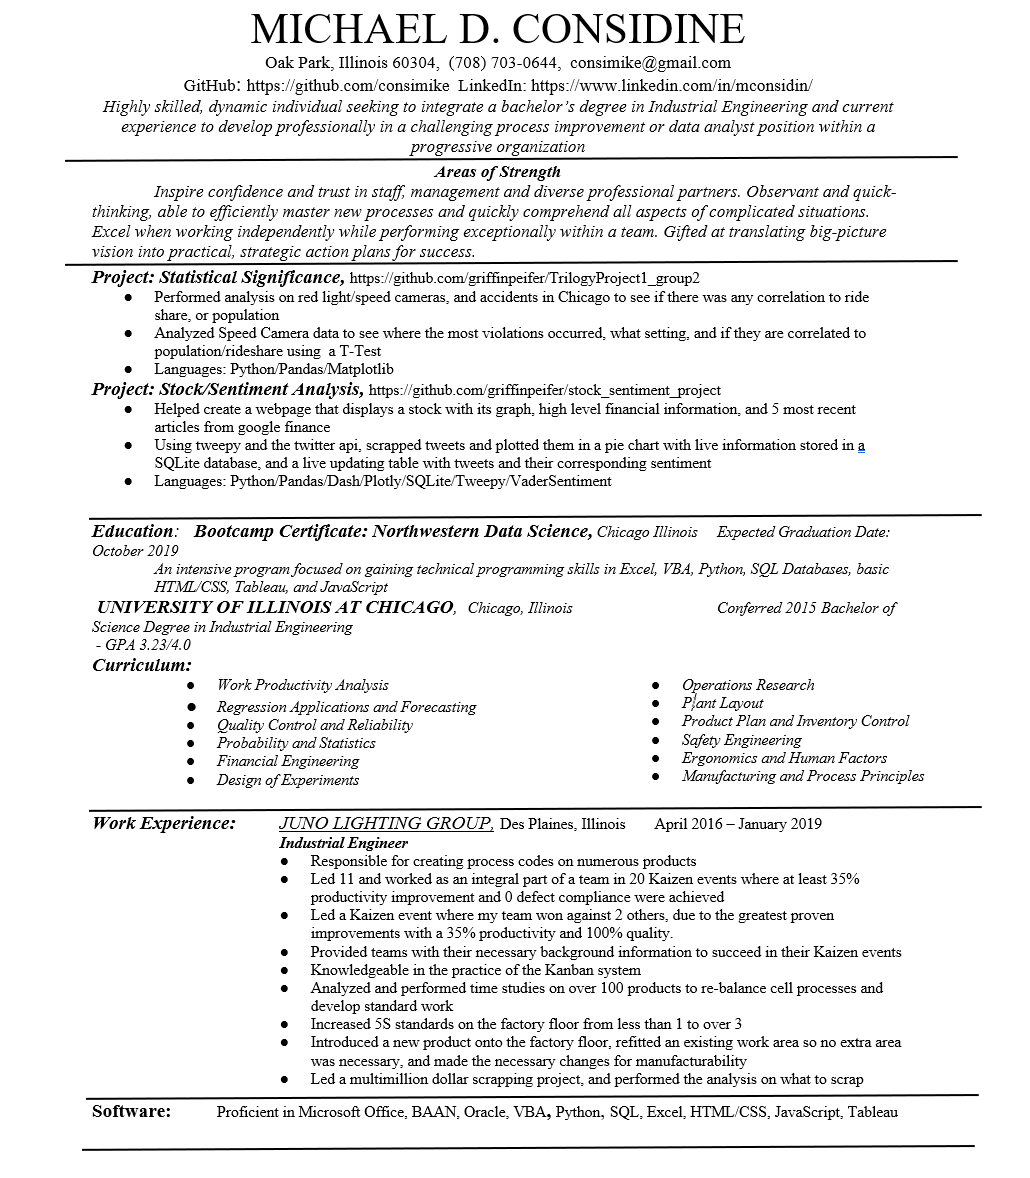 MICHAEL D. CONSIDINE
Oak Park, Illinois 60304,  (708) 703-0644,  consimike@gmail.com
GitHub: https://github.com/consimike  LinkedIn: https://www.linkedin.com/in/mconsidin/
Highly skilled, dynamic individual seeking to integrate a bachelor's degree in Industrial Engineering and current
experience to develop professionally in a challenging process improvement or data analyst position within a
progressive organization
Areas of Strength
Inspire confidence and trust in staff, management and diverse professional partners. Observant and quick-
thinking, able to efficiently master new processes and quickly comprehend all aspects of complicated situations.
Excel when working independently while performing exceptionally within a team. Gifted at translating big-picture
vision into practical, strategic action plans for success.
Project: Statistical Significance, https://github.com/griffinpeifer/TrilogyProject1_group2
● Performed analysis on red light/speed cameras, and accidents in Chicago to see if there was any correlation to ride
share, or population
● Analyzed Speed Camera data to see where the most violations occurred, what setting, and if they are correlated to
population/rideshare using  a T-Test
● Languages: Python/Pandas/Matplotlib
Project: Stock/Sentiment Analysis, https://github.com/griffinpeifer/stock_sentiment_project
● Helped create a webpage that displays a stock with its graph, high level financial information, and 5 most recent
articles from google finance
● Using tweepy and the twitter api, scrapped tweets and plotted them in a pie chart with live information stored in a
SQLite database, and a live updating table with tweets and their corresponding sentiment
● Languages: Python/Pandas/Dash/Plotly/SQLite/Tweepy/VaderSentiment
Education:   Bootcamp Certificate: Northwestern Data Science, Chicago Illinois    Expected Graduation Date:
October 2019
An intensive program focused on gaining technical programming skills in Excel, VBA, Python, SQL Databases, basic
HTML/CSS, Tableau, and JavaScript
UNIVERSITY OF ILLINOIS AT CHICAGO,  Chicago, Illinois    Conferred 2015 Bachelor of
Science Degree in Industrial Engineering
- GPA 3.23/4.0
Curriculum:
● Work Productivity Analysis
● Regression Applications and Forecasting
● Quality Control and Reliability
● Probability and Statistics
● Financial Engineering
● Design of Experiments
● Operations Research
● Plant Layout
● Product Plan and Inventory Control
● Safety Engineering
● Ergonomics and Human Factors
● Manufacturing and Process Principles
Work Experience:    JUNO LIGHTING GROUP, Des Plaines, Illinois    April 2016 – January 2019
Industrial Engineer
● Responsible for creating process codes on numerous products
● Led 11 and worked as an integral part of a team in 20 Kaizen events where at least 35%
productivity improvement and 0 defect compliance were achieved
● Led a Kaizen event where my team won against 2 others, due to the greatest proven
improvements with a 35% productivity and 100% quality.
● Provided teams with their necessary background information to succeed in their Kaizen events
● Knowledgeable in the practice of the Kanban system
● Analyzed and performed time studies on over 100 products to re-balance cell processes and
develop standard work
● Increased 5S standards on the factory floor from less than 1 to over 3
● Introduced a new product onto the factory floor, refitted an existing work area so no extra area
was necessary, and made the necessary changes for manufacturability
● Led a multimillion dollar scrapping project, and performed the analysis on what to scrap
Software:    Proficient in Microsoft Office, BAAN, Oracle, VBA, Python, SQL, Excel, HTML/CSS, JavaScript, Tableau